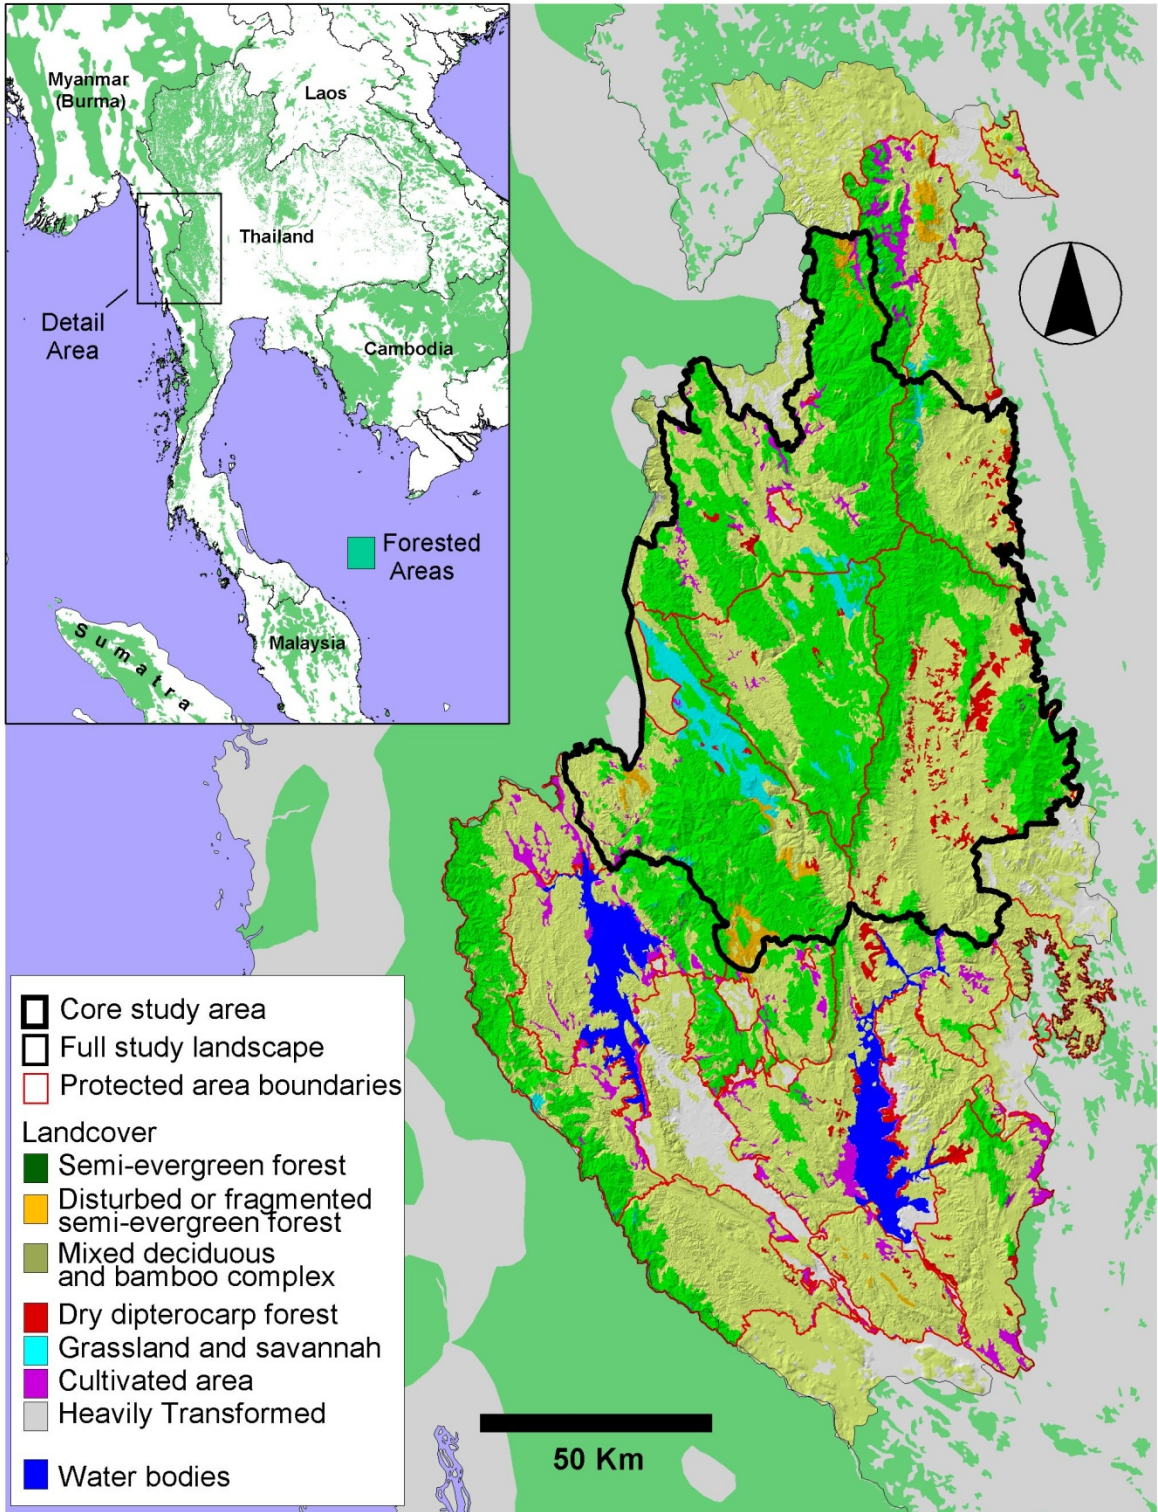 Myanmar
(Burma)
Laos
Thailand
Detail
Area
Cambodia
Forested
Areas
Malaysia
Sumatra
Core study area
Full study landscape
Protected area boundaries
Landcover
Semi-evergreen forest
Disturbed or fragmented
semi-evergreen forest
Mixed deciduous
and bamboo complex
Dry dipterocarp forest
Grassland and savannah
Cultivated area
Heavily Transformed
Water bodies
50 Km